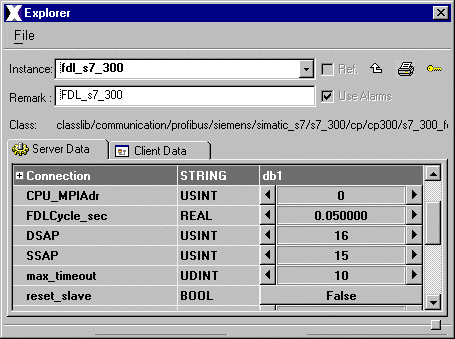 Explorer
File
Instance: fdl_s7_300 Ref.
Remark : FDL_s7_300 Use Alarms
Class: classlib/communication/profibus/siemens/simatic_s7/s7_300/cp/cp300/s7_300_f
Server Data Client Data
Connection STRING db1
CPU_MPIAdr USINT 0
FDLCycle_sec REAL 0.050000
DSAP USINT 16
SSAP USINT 15
max_timeout UDINT 10
reset_slave BOOL False